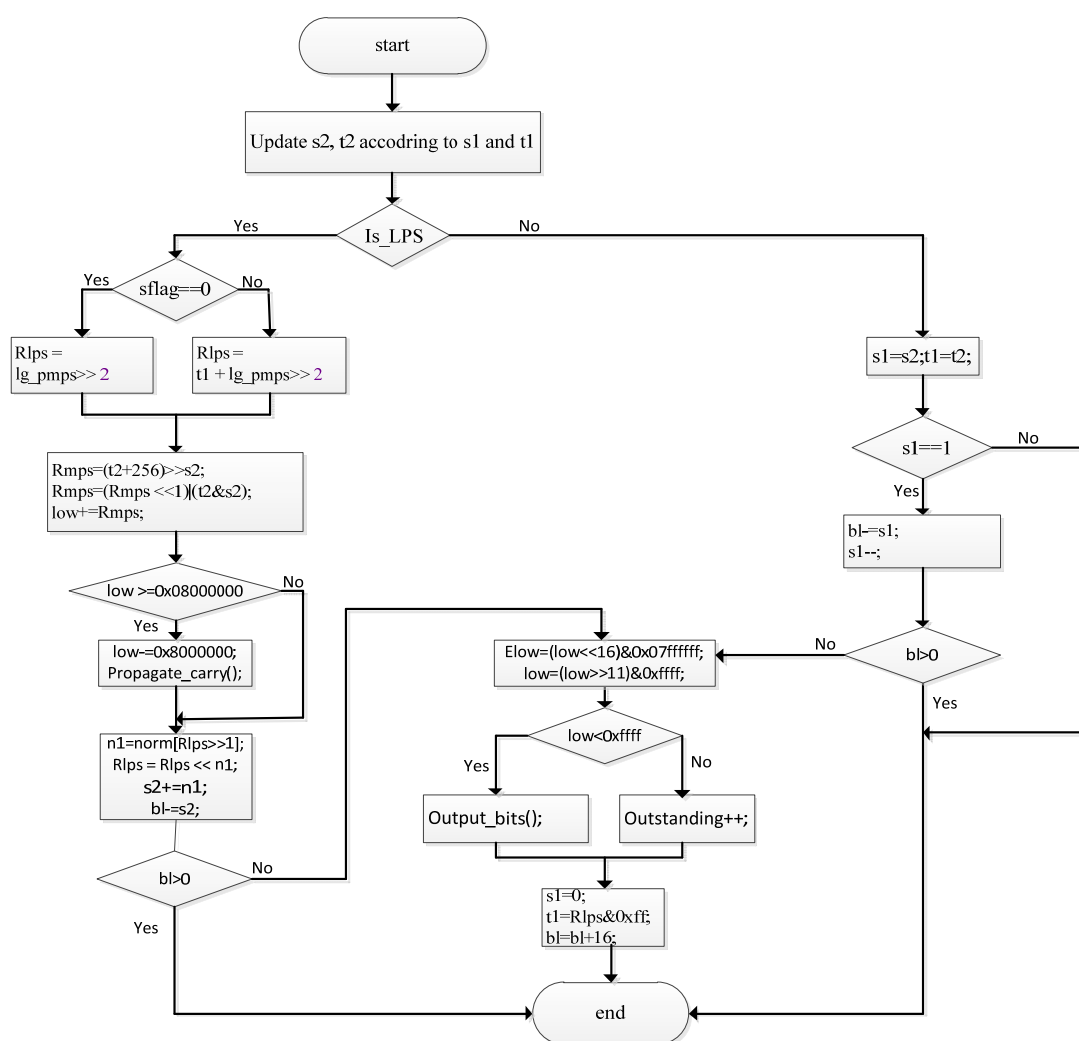 start
Update s2, t2 accodring to s1 and t1
Is_LPS
Yes
No
sflag==0
Yes
No
Rlps =
lg_pmps>> 2
Rlps =
t1 + lg_pmps>> 2
s1=s2;t1=t2;
s1==1
No
Yes
Rmps=(t2+256)>>s2;
Rmps=(Rmps <<1)|(t2&s2);
low+=Rmps;
bl-=s1;
s1--;
low >=0x08000000
No
Yes
low-=0x8000000;
Propagate_carry();
Elow=(low<<16)&0x07ffffff;
low=(low>>11)&0xffff;
No
bl>0
Yes
n1=norm[Rlps>>1];
Rlps = Rlps << n1;
s2+=n1;
bl-=s2;
low<0xffff
Yes
No
Output_bits();
Outstanding++;
bl>0
No
Yes
s1=0;
t1=Rlps&0xff;
bl=bl+16;
end